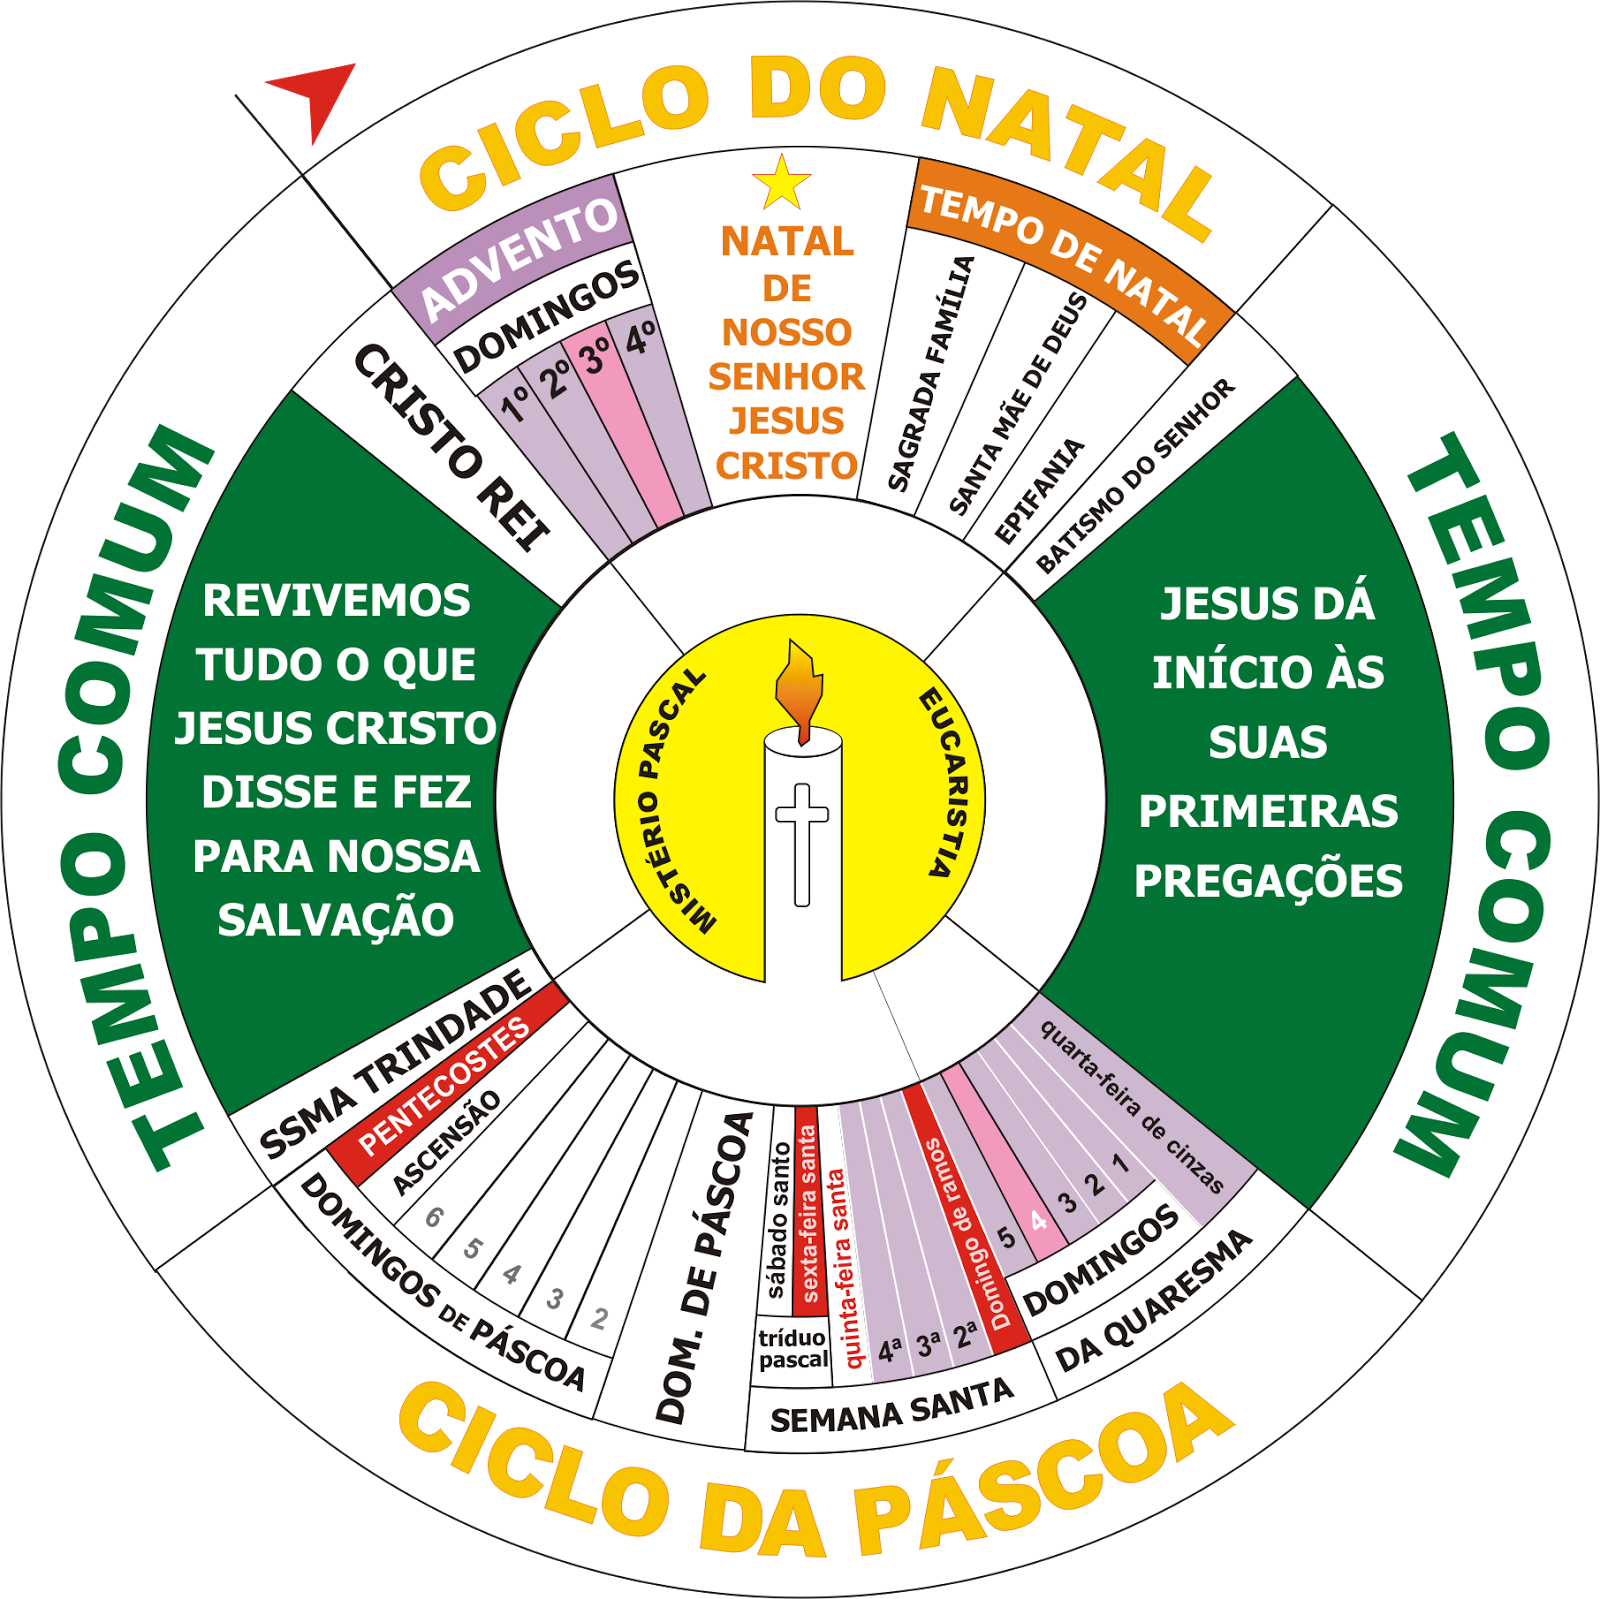 CICLO DO NATAL
ADVENTO
DOMINGOS
1º
2º
3º
4º
NATAL
DE
NOSSO
SENHOR
JESUS
CRISTO
TEMPO DE NATAL
SAGRADA FAMÍLIA
SANTA MÃE DE DEUS
EPIFANIA
BATISMO DO SENHOR
TEMPO COMUM
JESUS DÁ
INÍCIO ÀS
SUAS
PRIMEIRAS
PREGAÇÕES
quarta-feira de cinzas
1
2
3
4
5
DOMINGOS
DA QUARESMA
Domingo de ramos
2ª
3ª
4ª
quinta-feira santa
sexta-feira santa
sábado santo
tríduo
pascal
SEMANA SANTA
DOM. DE PÁSCOA
CICLO DA PÁSCOA
2
3
4
5
6
DOMINGOS DE PÁSCOA
ASCENSÃO
PENTECOSTES
SSMA TRINDADE
TEMPO COMUM
REVIVEMOS
TUDO O QUE
JESUS CRISTO
DISSE E FEZ
PARA NOSSA
SALVAÇÃO
CRISTO REI
MISTÉRIO PASCAL
EUCARISTIA